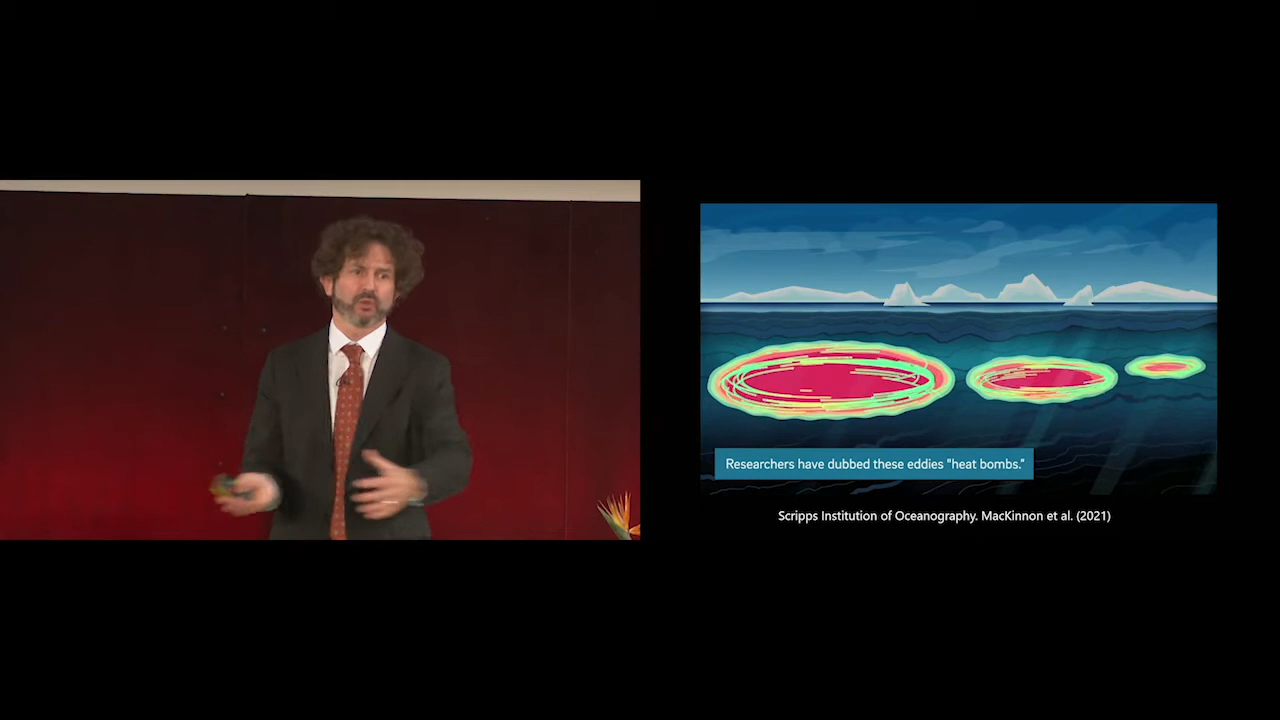 Researchers have dubbed these eddies "heat bombs."
Scripps Institution of Oceanography. MacKinnon et al. (2021)